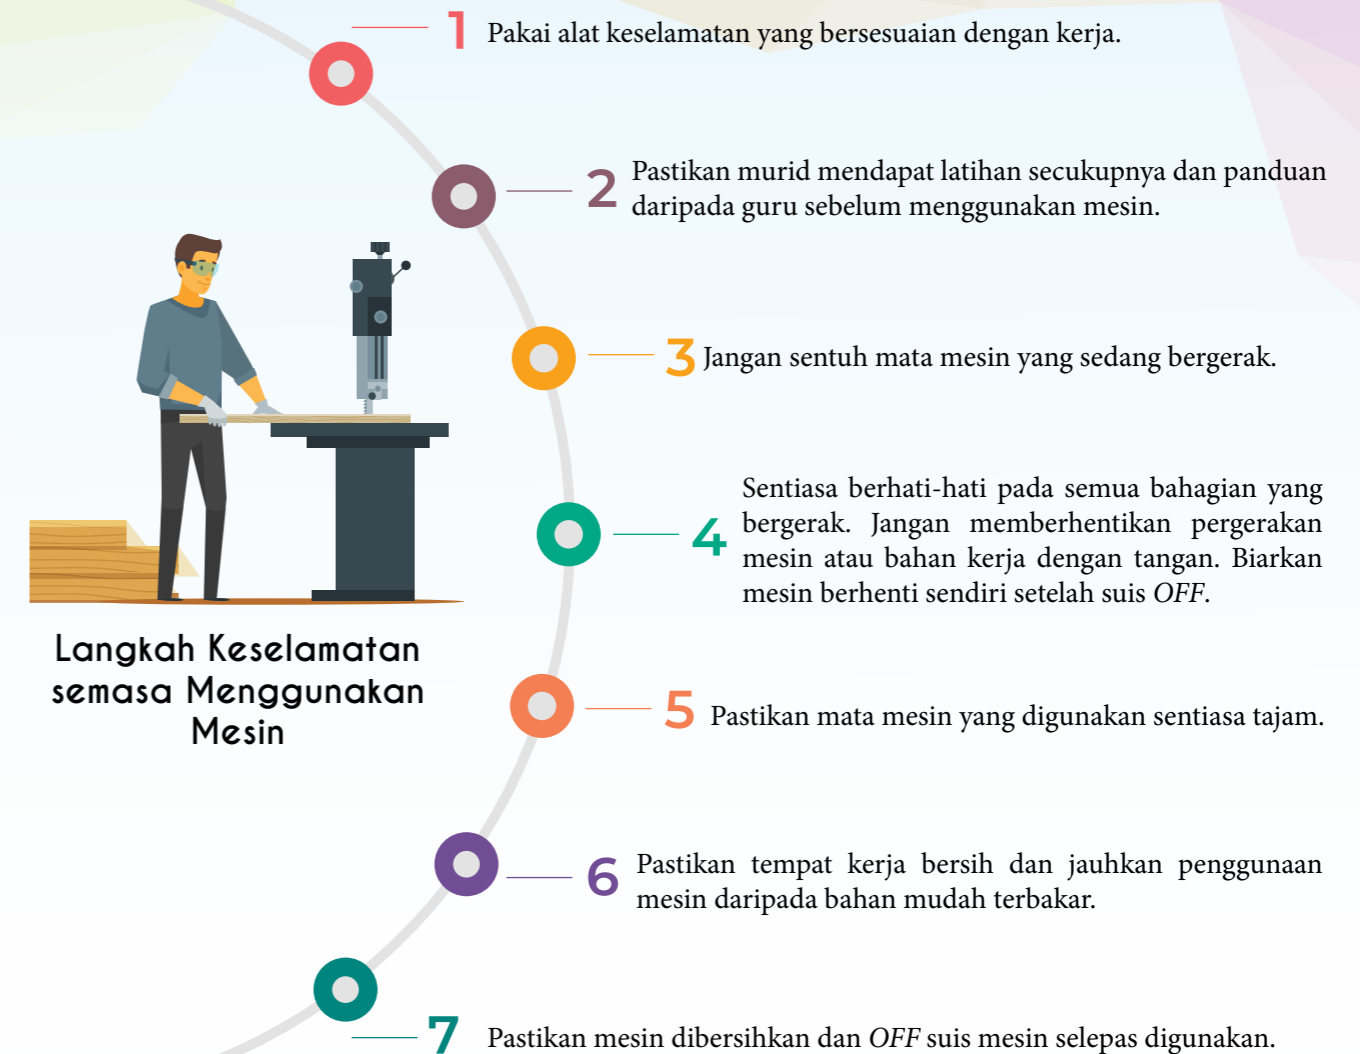 1 Pakai alat keselamatan yang bersesuaian dengan kerja.
2 Pastikan murid mendapat latihan secukupnya dan panduan
daripada guru sebelum menggunakan mesin.
3 Jangan sentuh mata mesin yang sedang bergerak.
4 Sentiasa berhati-hati pada semua bahagian yang
bergerak. Jangan memberhentikan pergerakan
mesin atau bahan kerja dengan tangan. Biarkan
mesin berhenti sendiri setelah suis OFF.
Langkah Keselamatan
semasa Menggunakan
Mesin
5 Pastikan mata mesin yang digunakan sentiasa tajam.
6 Pastikan tempat kerja bersih dan jauhkan penggunaan
mesin daripada bahan mudah terbakar.
7 Pastikan mesin dibersihkan dan OFF suis mesin selepas digunakan.